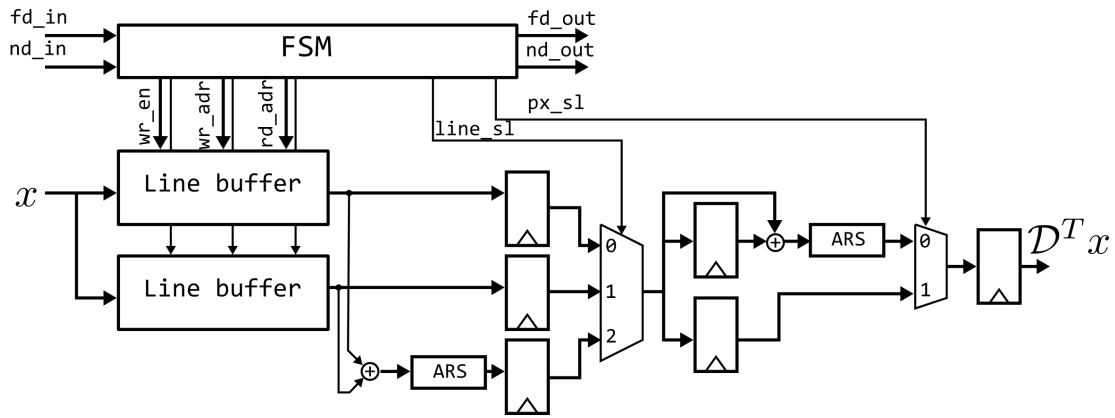 fd_in
nd_in
FSM
fd_out
nd_out
wr_en
wr_adr
rd_adr
line_sl
px_sl
x
Line buffer
Line buffer
0
1
2
+
ARS
+
ARS
0
1
𝒟ᵀx